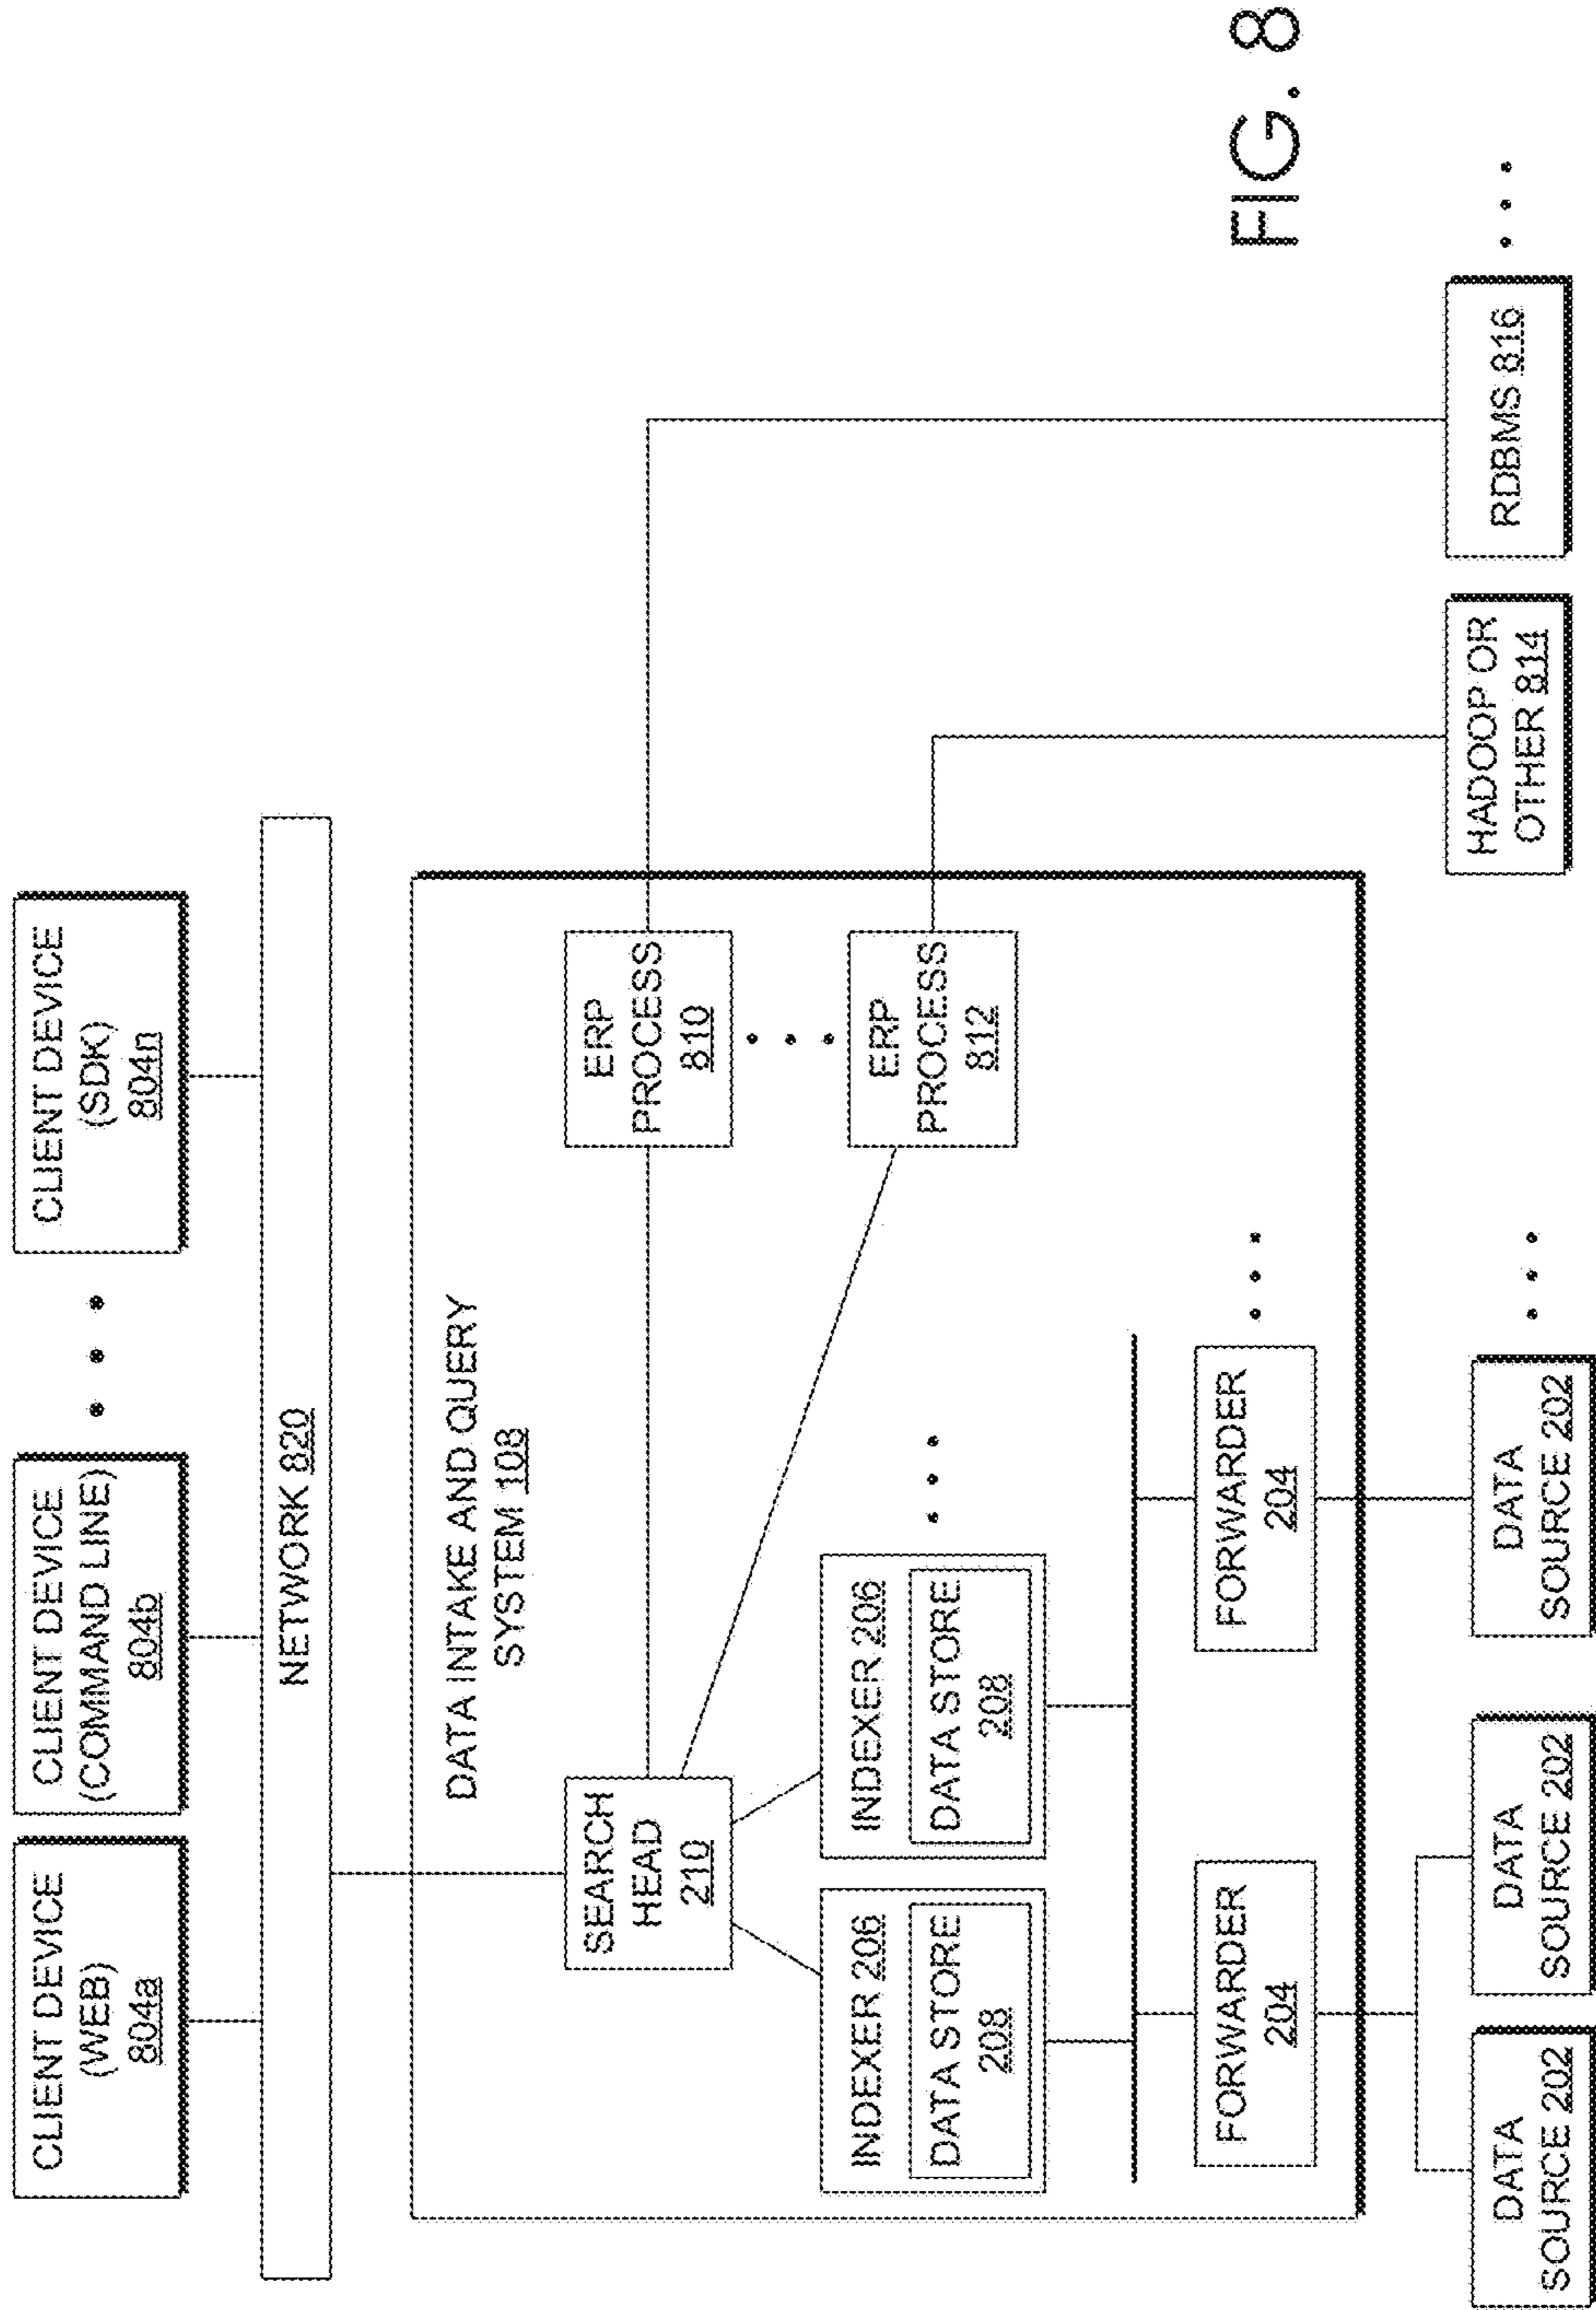 CLIENT DEVICE
(WEB)
804a
CLIENT DEVICE
(COMMAND LINE)
804b
CLIENT DEVICE
(SDK)
804n
NETWORK 820
DATA INTAKE AND QUERY
SYSTEM 108
SEARCH
HEAD
210
ERP
PROCESS
810
ERP
PROCESS
812
INDEXER 206
DATA STORE
208
INDEXER 206
DATA STORE
208
FORWARDER
204
FORWARDER
204
DATA
SOURCE 202
DATA
SOURCE 202
DATA
SOURCE 202
HADOOP OR
OTHER 814
RDBMS 816
FIG. 8